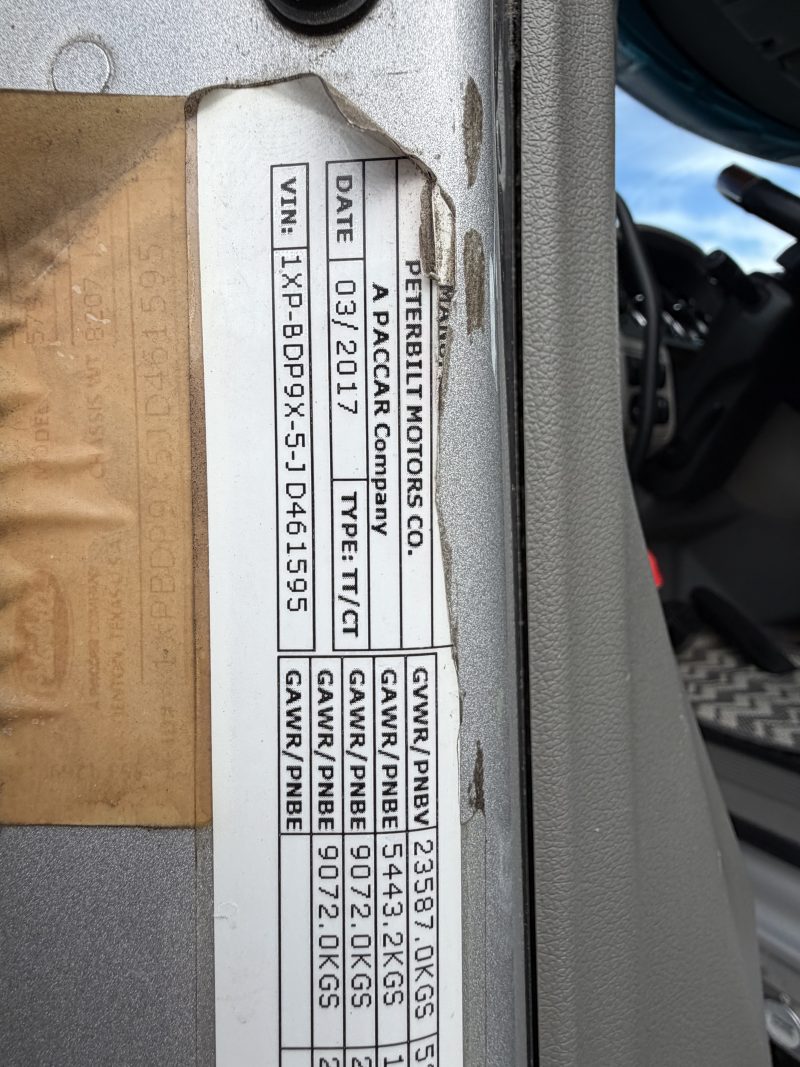 PETERBILT MOTORS CO.
A PACCAR Company
DATE 03/2017 TYPE: TT/CT
VIN: 1XP-BDP9X-5-JD461595
GVWR/PNBV 23587.0KGS
GAWR/PNBE 5443.2KGS
GAWR/PNBE 9072.0KGS
GAWR/PNBE 9072.0KGS
GAWR/PNBE
CHASSIS